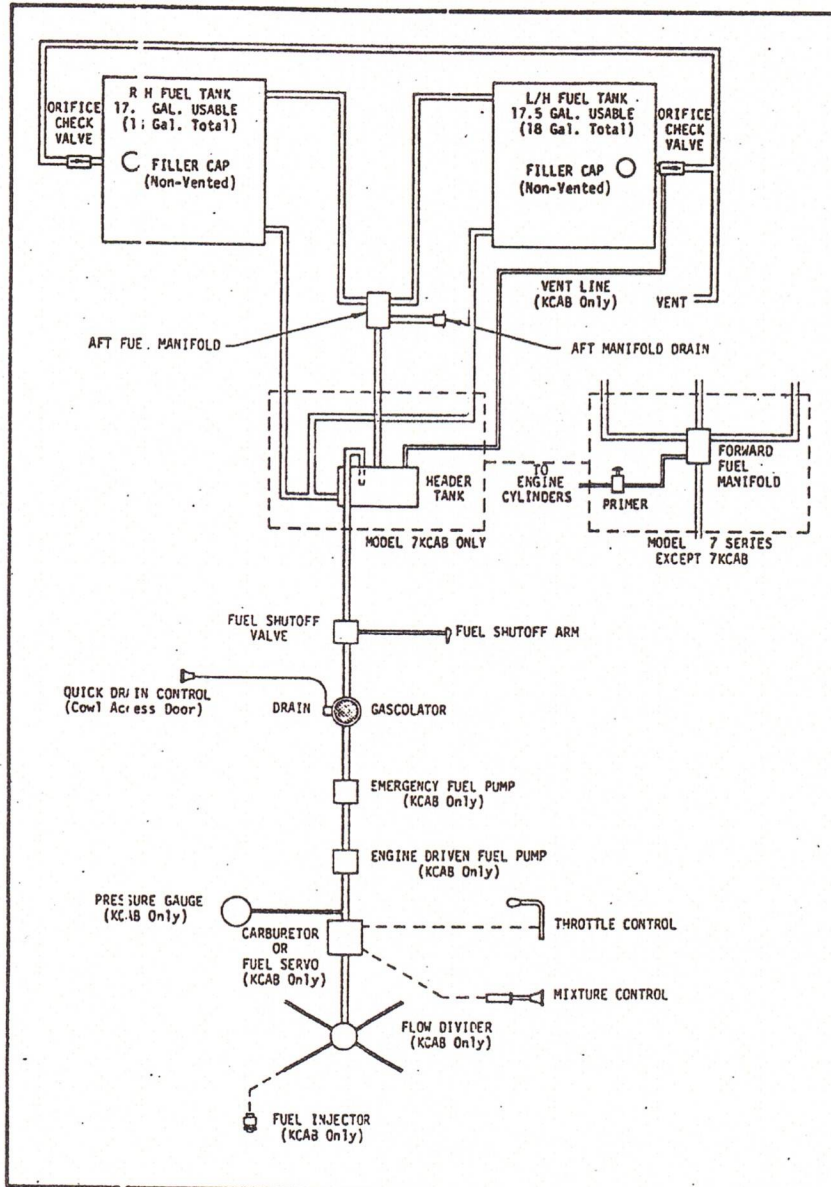 R H FUEL TANK
17. GAL. USABLE
(1 Gal. Total)
ORIFICE
CHECK
VALVE
FILLER CAP
(Non-Vented)
L/H FUEL TANK
17.5 GAL. USABLE
(18 Gal. Total)
ORIFICE
CHECK
VALVE
FILLER CAP
(Non-Vented)
VENT LINE
(KCAB Only)
VENT
AFT FUE. MANIFOLD
AFT MANIFOLD DRAIN
HEADER
TANK
MODEL 7KCAB ONLY
TO
ENGINE
CYLINDERS
PRIMER
FORWARD
FUEL
MANIFOLD
MODEL 7 SERIES
EXCEPT 7KCAB
FUEL SHUTOFF
VALVE
FUEL SHUTOFF ARM
QUICK DRAIN CONTROL
(Cowl Access Door)
DRAIN
GASCOLATOR
EMERGENCY FUEL PUMP
(KCAB Only)
ENGINE DRIVEN FUEL PUMP
(KCAB Only)
PRESSURE GAUGE
(KCAB Only)
CARBURETOR
OR
FUEL SERVO
(KCAB Only)
THROTTLE CONTROL
MIXTURE CONTROL
FLOW DIVIDER
(KCAB Only)
FUEL INJECTOR
(KCAB Only)